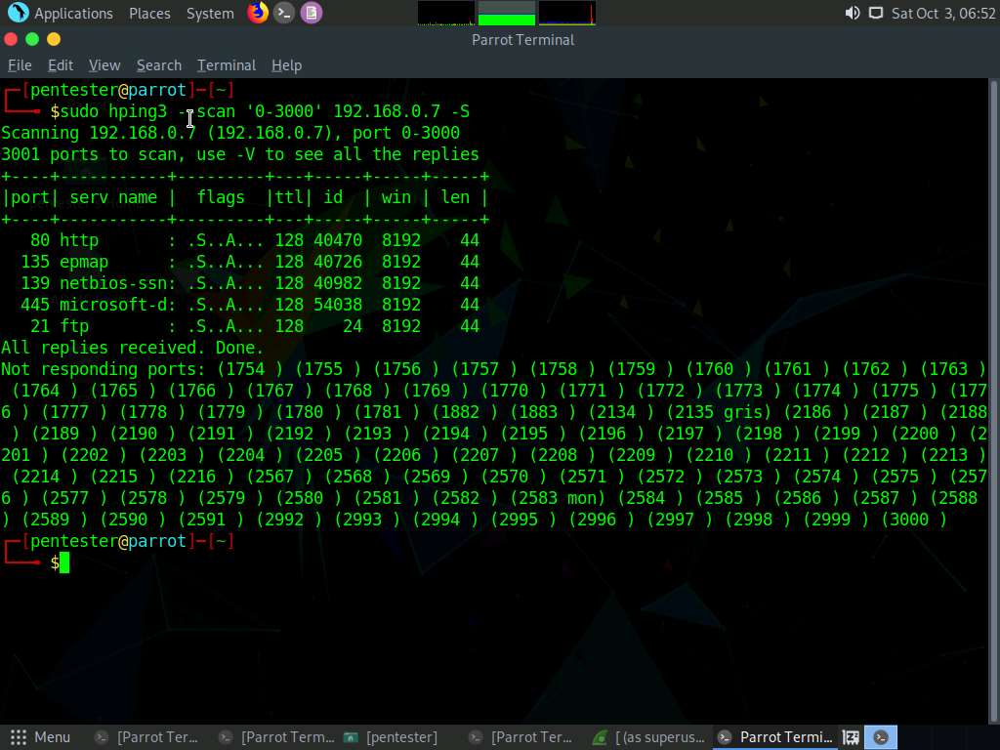 Applications Places System Sat Oct 3, 06:52
Parrot Terminal
File Edit View Search Terminal Help
┌─[pentester@parrot]─[~]
└──╼ $sudo hping3 --scan '0-3000' 192.168.0.7 -S
Scanning 192.168.0.7 (192.168.0.7), port 0-3000
3001 ports to scan, use -V to see all the replies
+----+-----------+---------+---+-----+-----+-----+
|port| serv name |  flags  |ttl| id  | win | len |
+----+-----------+---------+---+-----+-----+-----+
   80 http       : .S..A... 128 40470  8192    44
  135 epmap      : .S..A... 128 40726  8192    44
  139 netbios-ssn: .S..A... 128 40982  8192    44
  445 microsoft-d: .S..A... 128 54038  8192    44
   21 ftp        : .S..A... 128    24  8192    44
All replies received. Done.
Not responding ports: (1754 ) (1755 ) (1756 ) (1757 ) (1758 ) (1759 ) (1760 ) (1761 ) (1762 ) (1763 )
 (1764 ) (1765 ) (1766 ) (1767 ) (1768 ) (1769 ) (1770 ) (1771 ) (1772 ) (1773 ) (1774 ) (1775 ) (177
6 ) (1777 ) (1778 ) (1779 ) (1780 ) (1781 ) (1882 ) (1883 ) (2134 ) (2135 gris) (2186 ) (2187 ) (2188
 ) (2189 ) (2190 ) (2191 ) (2192 ) (2193 ) (2194 ) (2195 ) (2196 ) (2197 ) (2198 ) (2199 ) (2200 ) (2
201 ) (2202 ) (2203 ) (2204 ) (2205 ) (2206 ) (2207 ) (2208 ) (2209 ) (2210 ) (2211 ) (2212 ) (2213 )
 (2214 ) (2215 ) (2216 ) (2567 ) (2568 ) (2569 ) (2570 ) (2571 ) (2572 ) (2573 ) (2574 ) (2575 ) (257
6 ) (2577 ) (2578 ) (2579 ) (2580 ) (2581 ) (2582 ) (2583 mon) (2584 ) (2585 ) (2586 ) (2587 ) (2588
) (2589 ) (2590 ) (2591 ) (2992 ) (2993 ) (2994 ) (2995 ) (2996 ) (2997 ) (2998 ) (2999 ) (3000 )
┌─[pentester@parrot]─[~]
└──╼ $
Menu [Parrot Ter... [Parrot Term... [pentester] [Parrot Ter... [ (as superus... Parrot Termi...